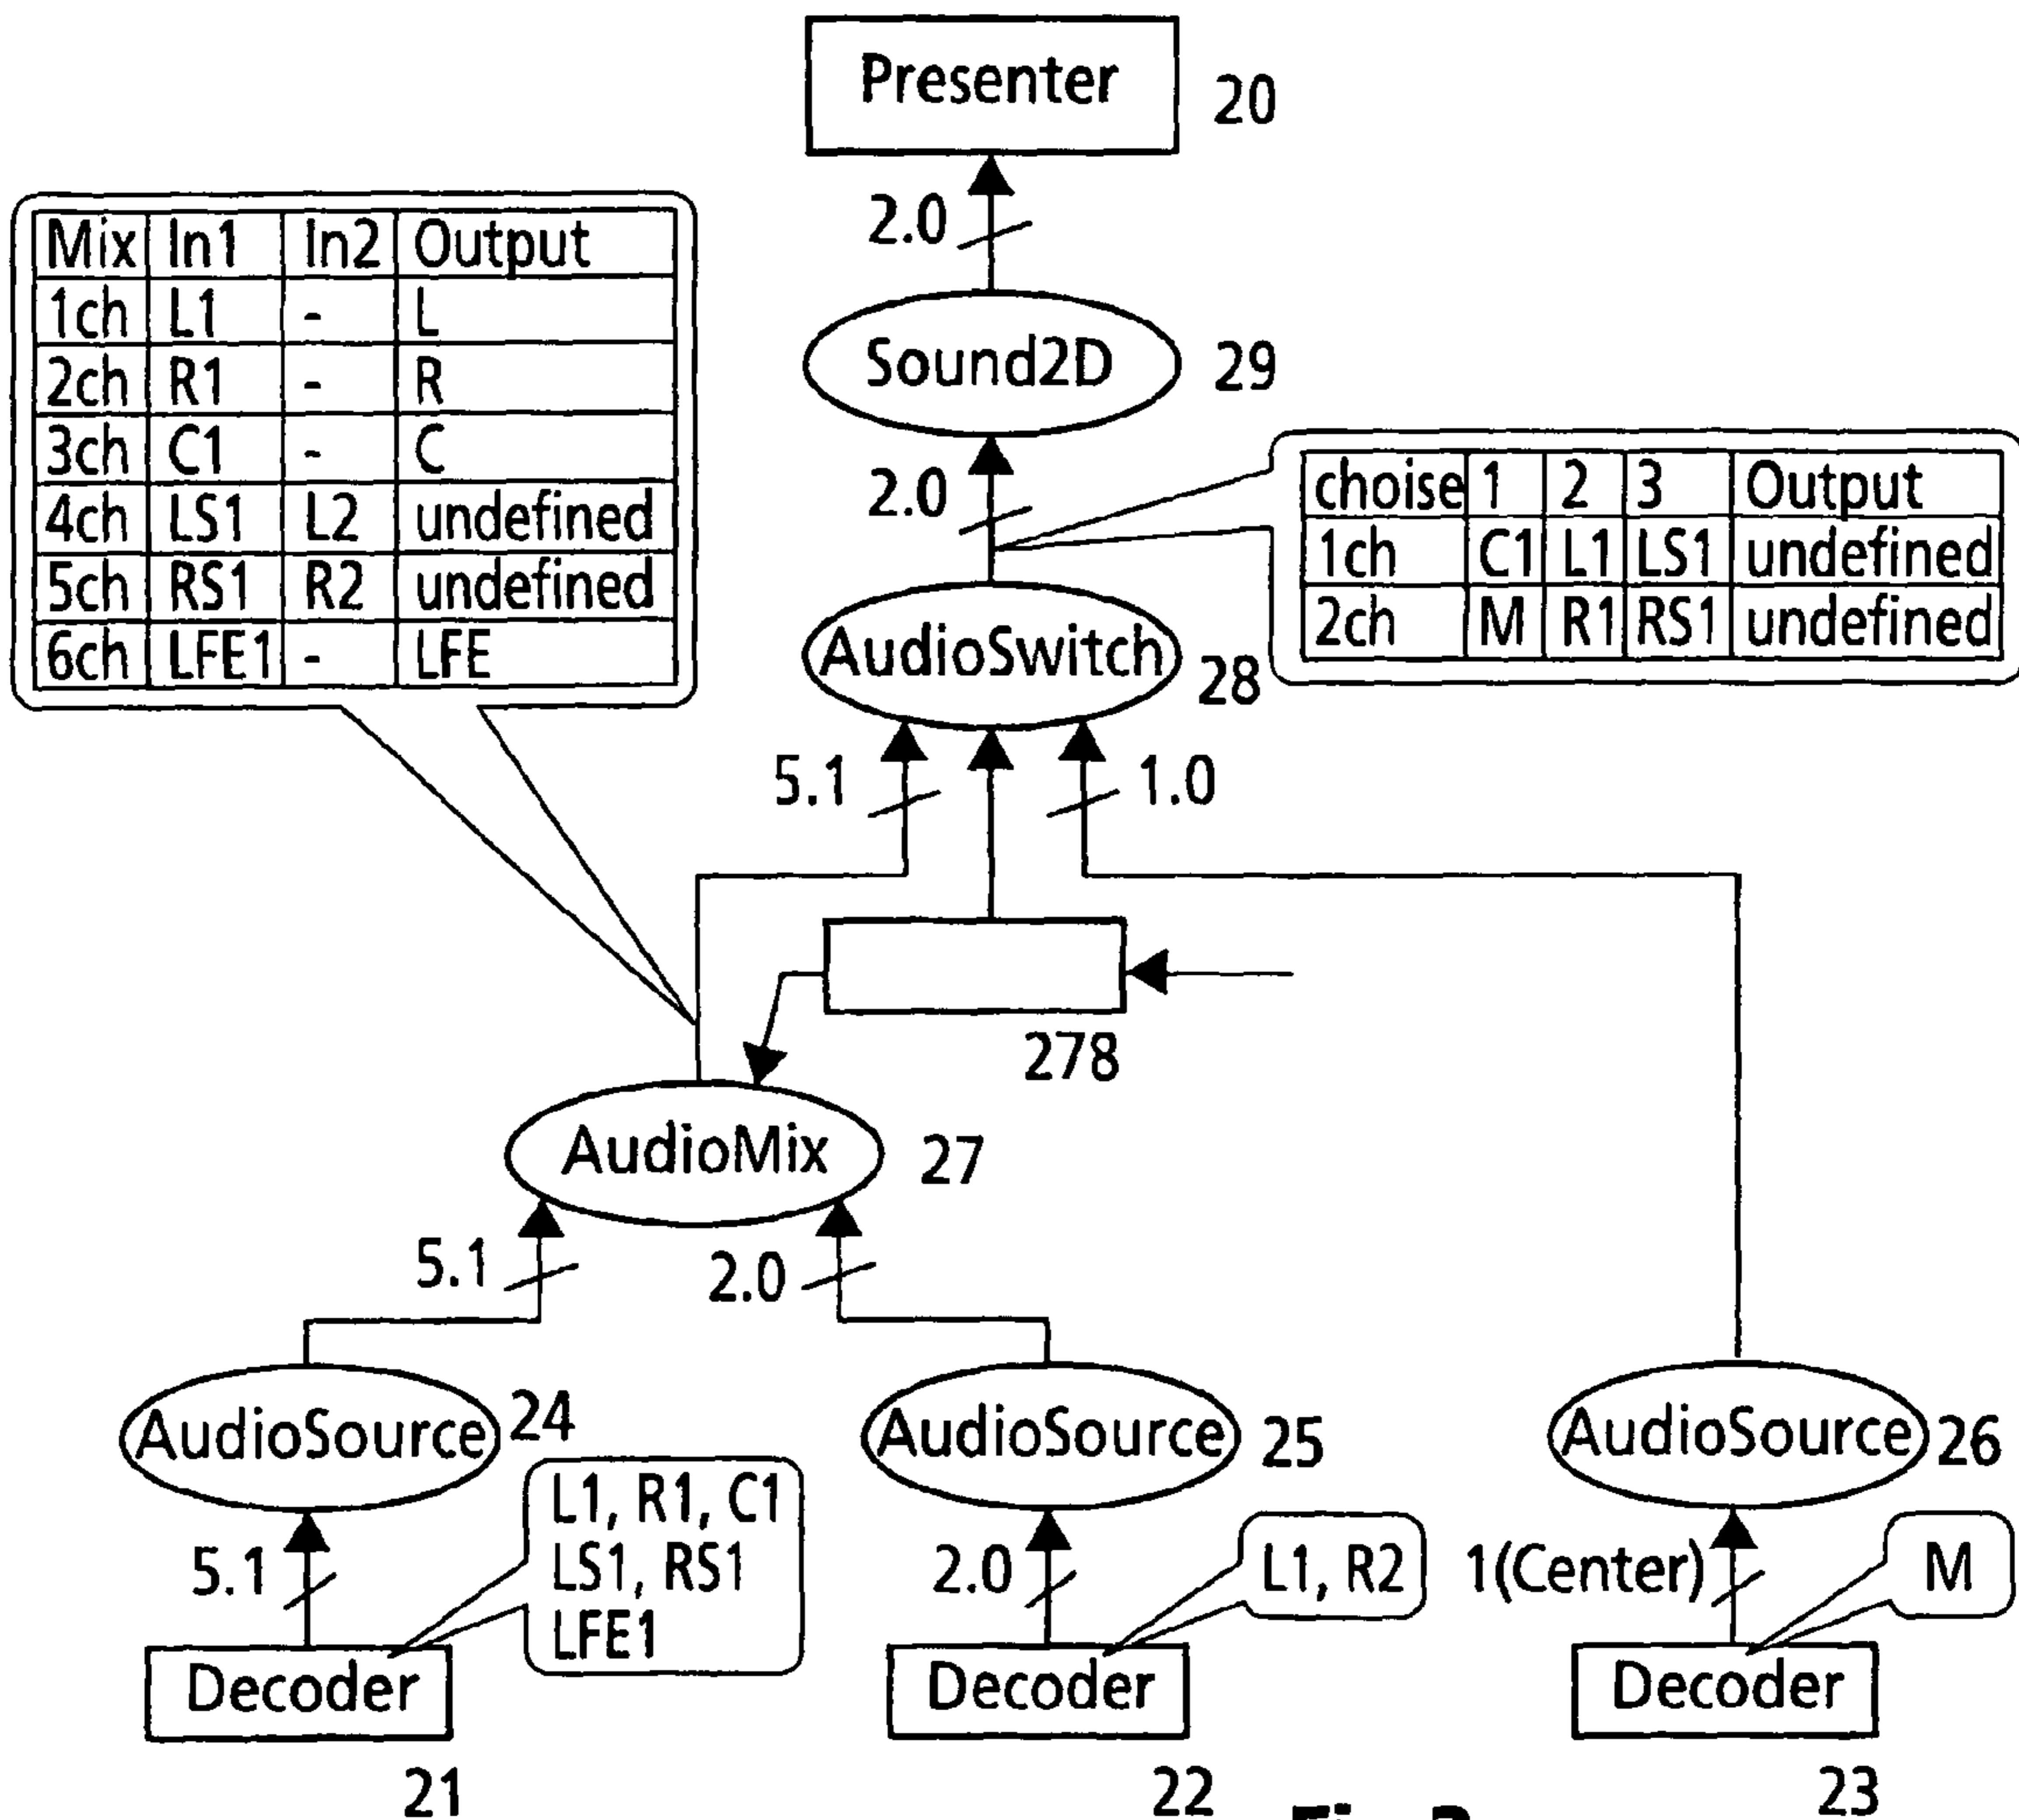 Presenter
20
2.0
Mix In1 In2 Output
1ch L1 - L
2ch R1 - R
3ch C1 - C
4ch LS1 L2 undefined
5ch RS1 R2 undefined
6ch LFE1 - LFE
Sound2D
29
2.0
choise 1 2 3 Output
1ch C1 L1 LS1 undefined
2ch M R1 RS1 undefined
AudioSwitch
28
5.1
1.0
278
AudioMix
27
5.1
2.0
AudioSource
24
AudioSource
25
AudioSource
26
5.1
L1, R1, C1
LS1, RS1
LFE1
2.0
L1, R2
1(Center)
M
Decoder
Decoder
Decoder
21
22
23